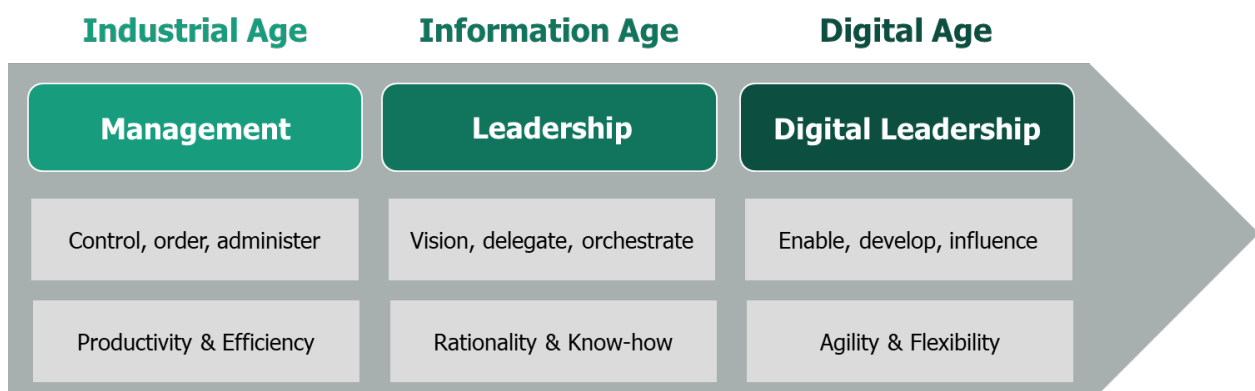 Industrial Age
Information Age
Digital Age
Management
Leadership
Digital Leadership
Control, order, administer
Vision, delegate, orchestrate
Enable, develop, influence
Productivity & Efficiency
Rationality & Know-how
Agility & Flexibility